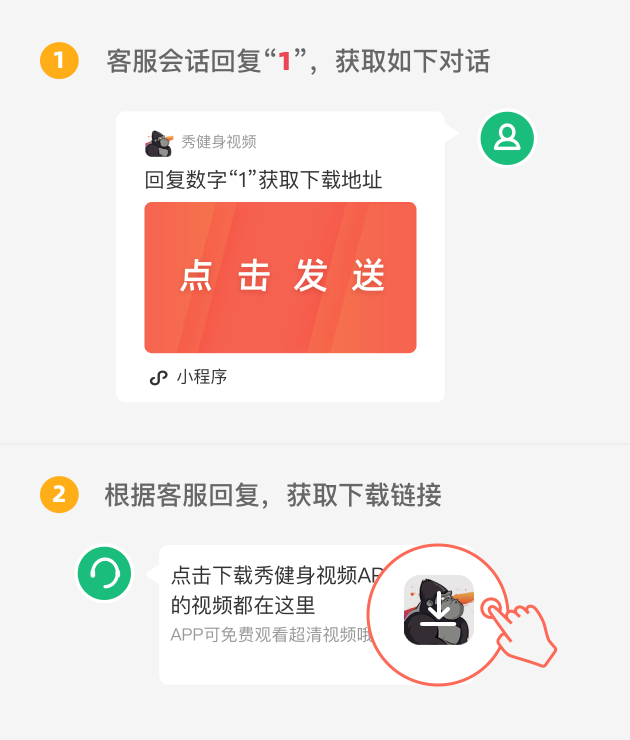 1 客服会话回复“1”，获取如下对话
秀健身视频
回复数字“1”获取下载地址
点击发送
小程序
2 根据客服回复，获取下载链接
点击下载秀健身视频AP
的视频都在这里
APP可免费观看超清视频哦